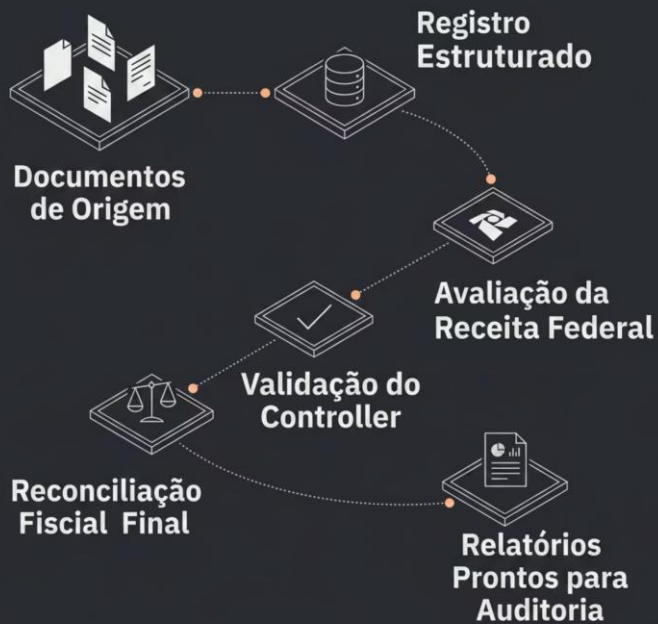 Registro
Estruturado
Documentos
de Origem
Avaliação da
Receita Federal
Validação do
Controller
Reconciliação
Fiscal Final
Relatórios
Prontos para
Auditoria